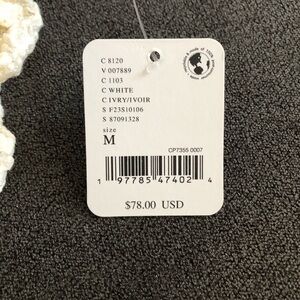 C 8120
V 007889
C 1103
C WHITE
C IVRY/IVOIR
S F23S10106
S 87091328
size
M
CP7355 0007
1 97785 47402 4
$78.00 USD